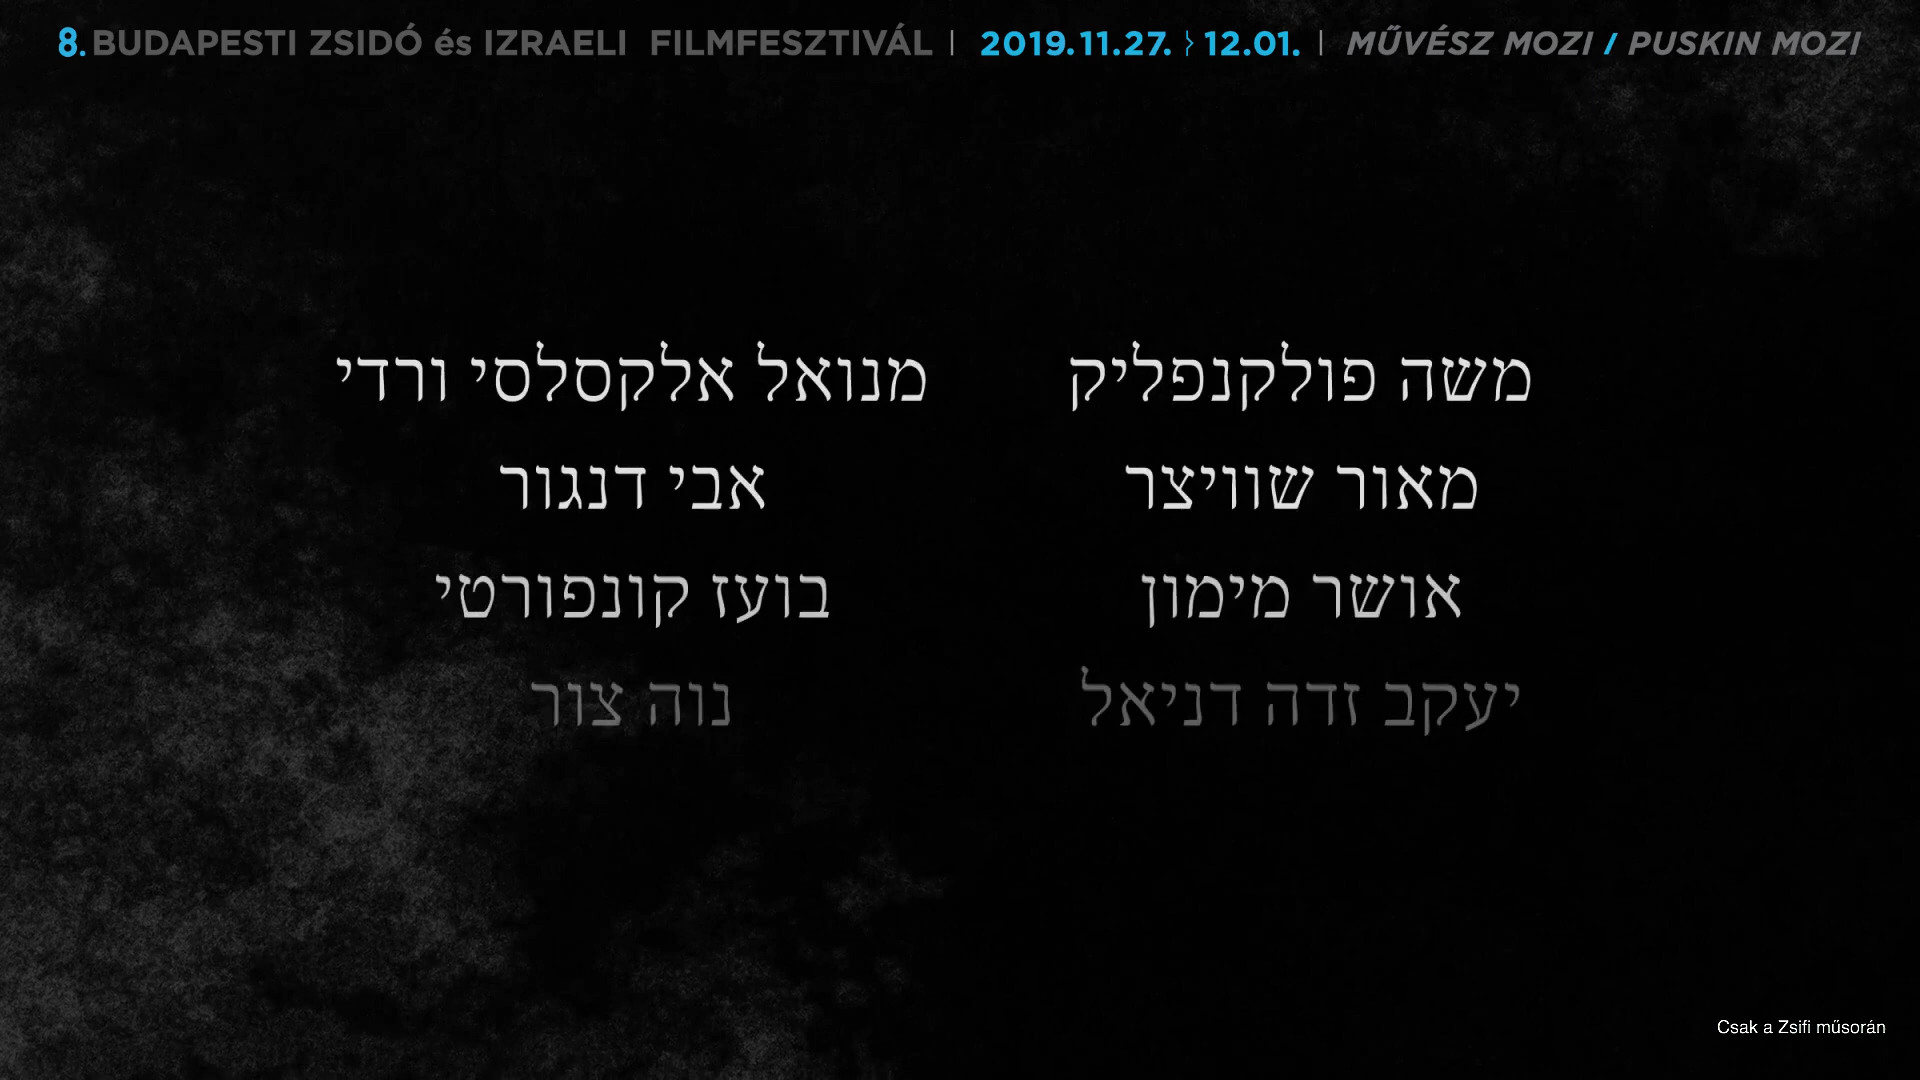 8. BUDAPESTI ZSIDÓ és IZRAELI FILMFESZTIVÁL | 2019.11.27. > 12.01. | MŰVÉSZ MOZI / PUSKIN MOZI
משה פולקנפליק מנואל אלקסלסי ורדי
מאור שוויצר אבי דנגור
אושר מימון בועז קונפורטי
יעקב זדה דניאל נוה צור
Csak a Zsifi műsorán